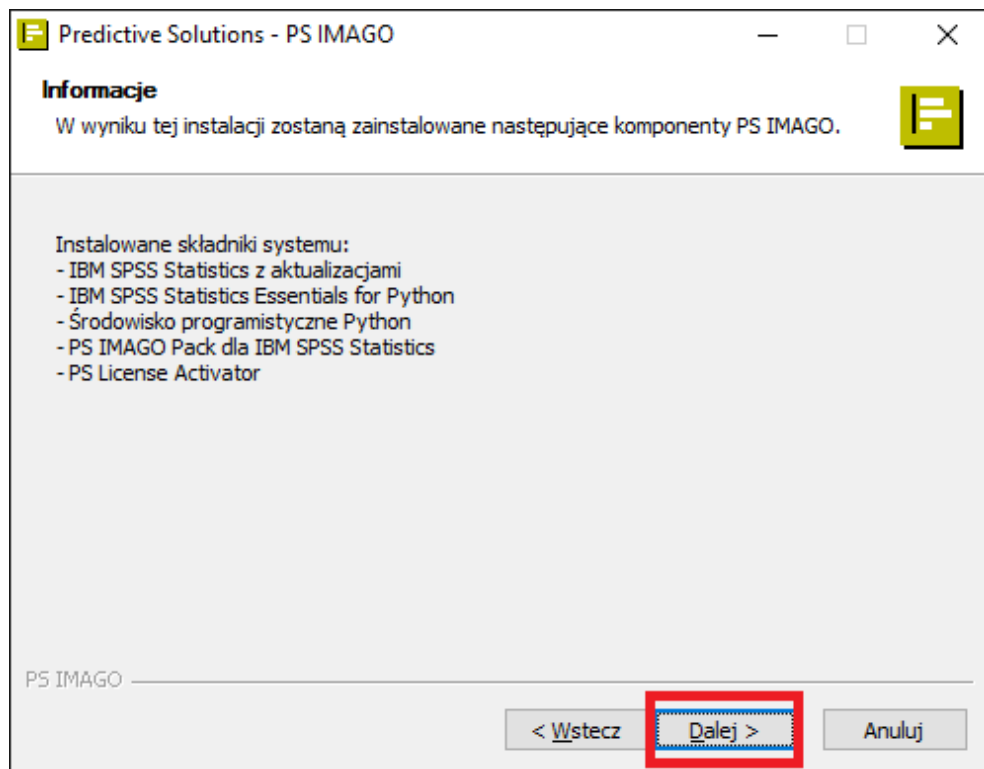 Predictive Solutions - PS IMAGO
Informacje
W wyniku tej instalacji zostaną zainstalowane następujące komponenty PS IMAGO.
Instalowane składniki systemu:
- IBM SPSS Statistics z aktualizacjami
- IBM SPSS Statistics Essentials for Python
- Środowisko programistyczne Python
- PS IMAGO Pack dla IBM SPSS Statistics
- PS License Activator
PS IMAGO
< Wstecz Dalej > Anuluj